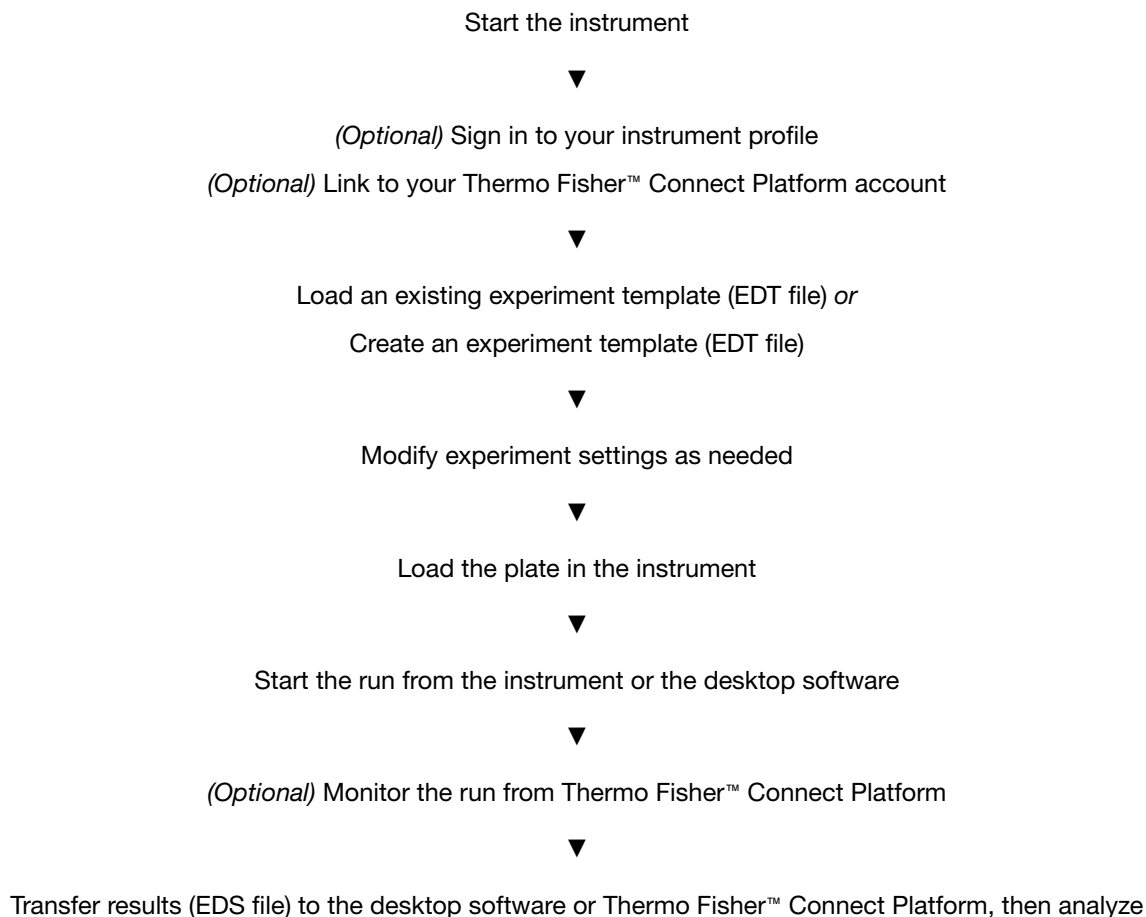 Start the instrument
▼
(Optional) Sign in to your instrument profile
(Optional) Link to your Thermo Fisher™ Connect Platform account
▼
Load an existing experiment template (EDT file) or
Create an experiment template (EDT file)
▼
Modify experiment settings as needed
▼
Load the plate in the instrument
▼
Start the run from the instrument or the desktop software
▼
(Optional) Monitor the run from Thermo Fisher™ Connect Platform
▼
Transfer results (EDS file) to the desktop software or Thermo Fisher™ Connect Platform, then analyze